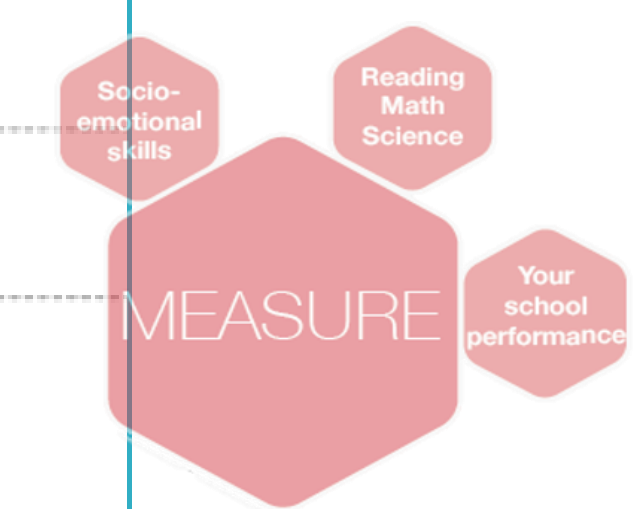 Socio-
emotional
skills
Reading
Math
Science
MEASURE
Your
school
performance